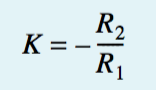 K = − R₂/R₁